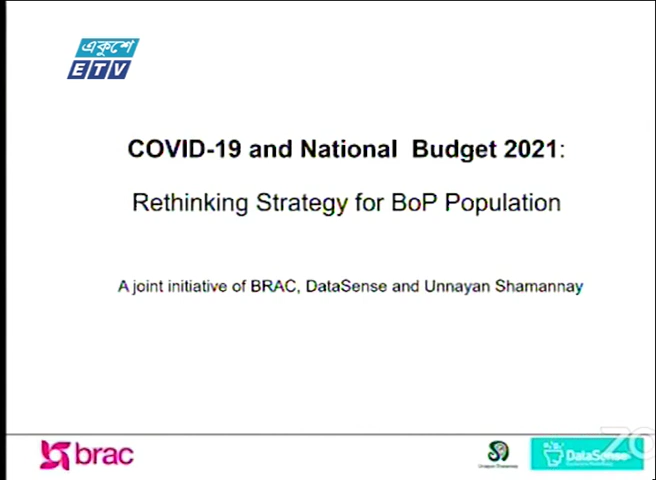 একুশে
ETV
COVID-19 and National Budget 2021:
Rethinking Strategy for BoP Population
A joint initiative of BRAC, DataSense and Unnayan Shamannay
brac
DataSense
ZO